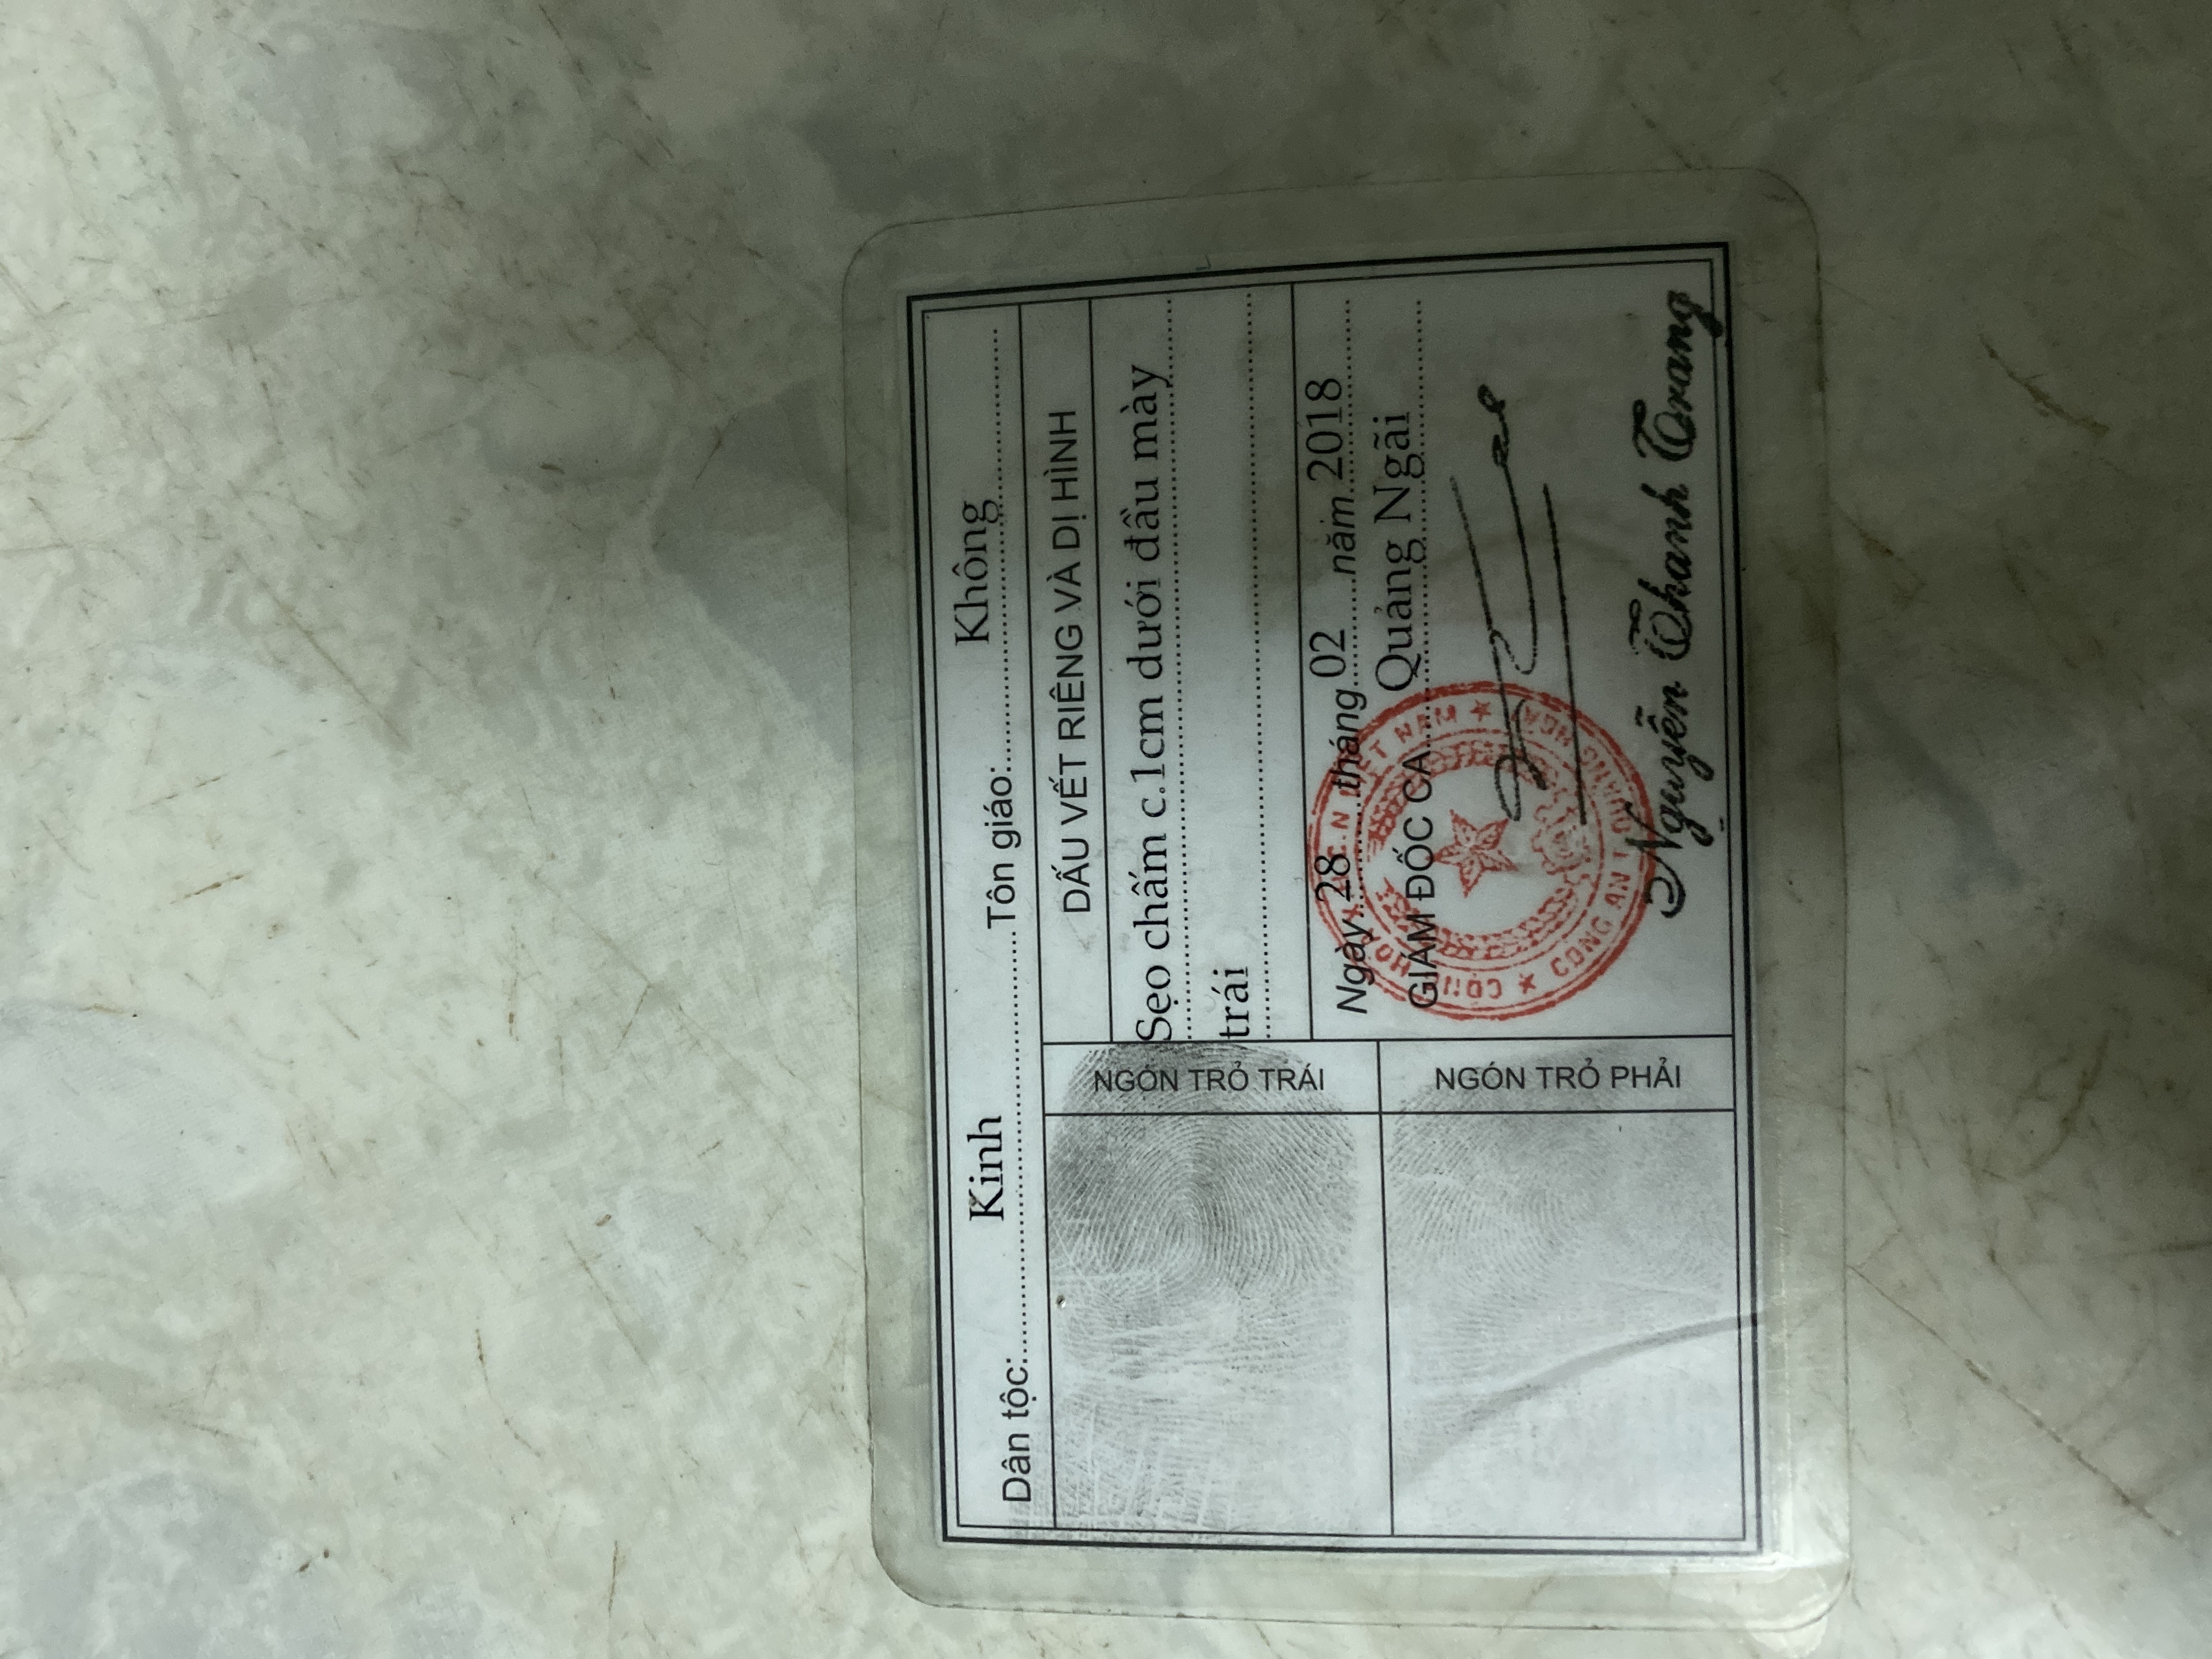 Dân tộc: Kinh Tôn giáo: Không
NGÓN TRỎ TRÁI
DẤU VẾT RIÊNG VÀ DỊ HÌNH
Sẹo chấm c.1cm dưới đầu mày
trái
Ngày 28 tháng 02 năm 2018
GIÁM ĐỐC CA Quảng Ngãi
NGÓN TRỎ PHẢI
CÔNG AN T. QUẢNG NGÃI
Nguyễn Thanh Trang